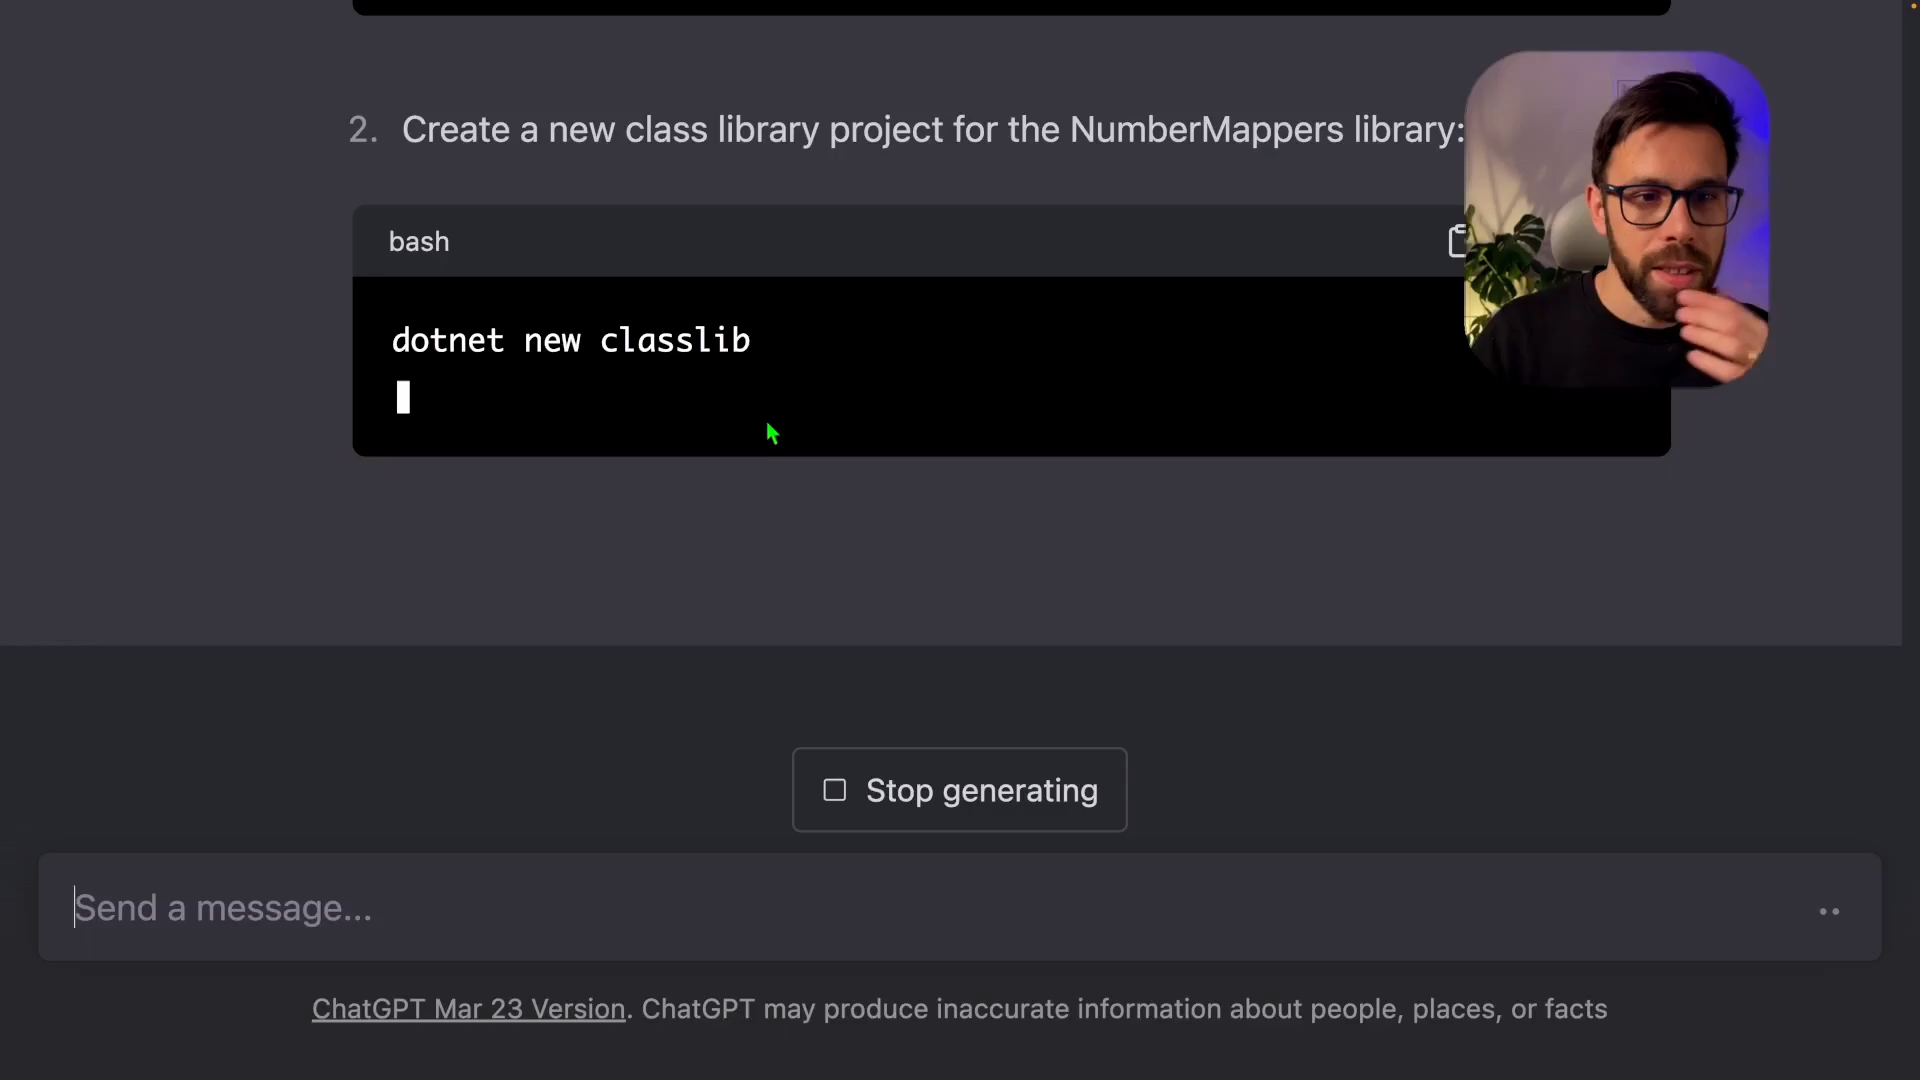 2. Create a new class library project for the NumberMappers library:
bash
dotnet new classlib
Stop generating
Send a message...
ChatGPT Mar 23 Version. ChatGPT may produce inaccurate information about people, places, or facts